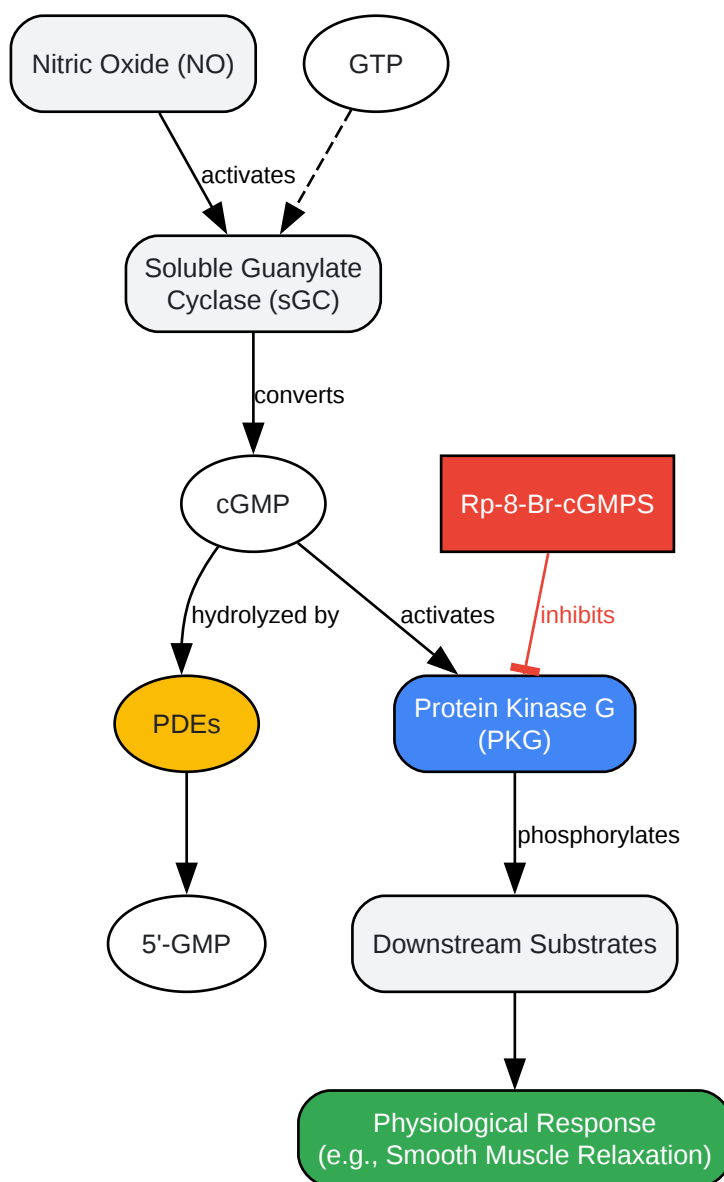 Nitric Oxide (NO)
GTP
activates
Soluble Guanylate
Cyclase (sGC)
converts
cGMP
Rp-8-Br-cGMPS
hydrolyzed by
activates
inhibits
PDEs
Protein Kinase G
(PKG)
phosphorylates
5'-GMP
Downstream Substrates
Physiological Response
(e.g., Smooth Muscle Relaxation)